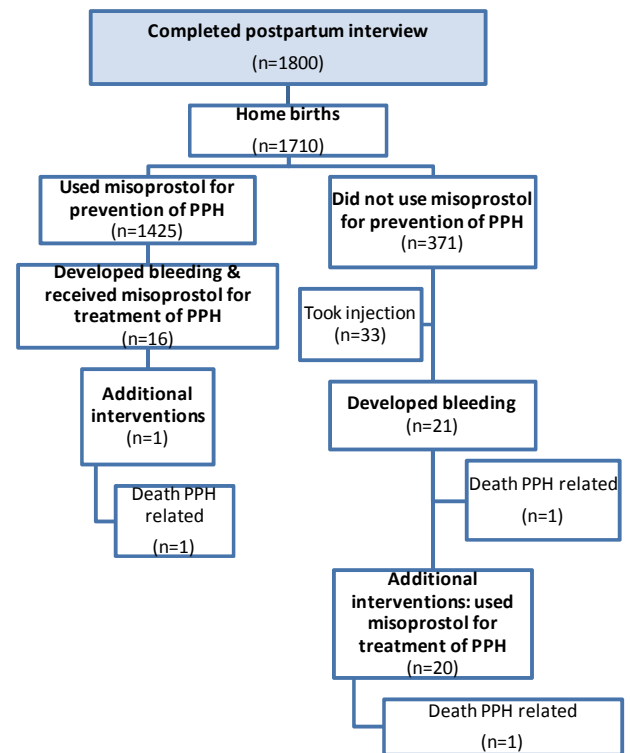 Completed postpartum interview
(n=1800)
Home births
(n=1710)
Used misoprostol for
prevention of PPH
(n=1425)
Did not use misoprostol
for prevention of PPH
(n=371)
Developed bleeding &
received misoprostol for
treatment of PPH
(n=16)
Took injection
(n=33)
Additional
interventions
(n=1)
Developed bleeding
(n=21)
Death PPH
related
(n=1)
Death PPH related
(n=1)
Additional
interventions: used
misoprostol for
treatment of PPH
(n=20)
Death PPH related
(n=1)